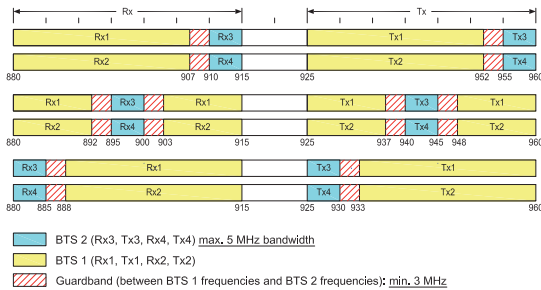 Rx Tx
Rx1 Rx3 Tx1 Tx3
Rx2 Rx4 Tx2 Tx4
880 907 910 915 925 952 955 960
Rx1 Rx3 Rx1 Tx1 Tx3 Tx1
Rx2 Rx4 Rx2 Tx2 Tx4 Tx2
880 892 895 900 903 915 925 937 940 945 948 960
Rx3 Rx1 Tx3 Tx1
Rx4 Rx2 Tx4 Tx2
880 885 888 915 925 930 933 960
BTS 2 (Rx3, Tx3, Rx4, Tx4) max. 5 MHz bandwidth
BTS 1 (Rx1, Tx1, Rx2, Tx2)
Guardband (between BTS 1 frequencies and BTS 2 frequencies): min. 3 MHz